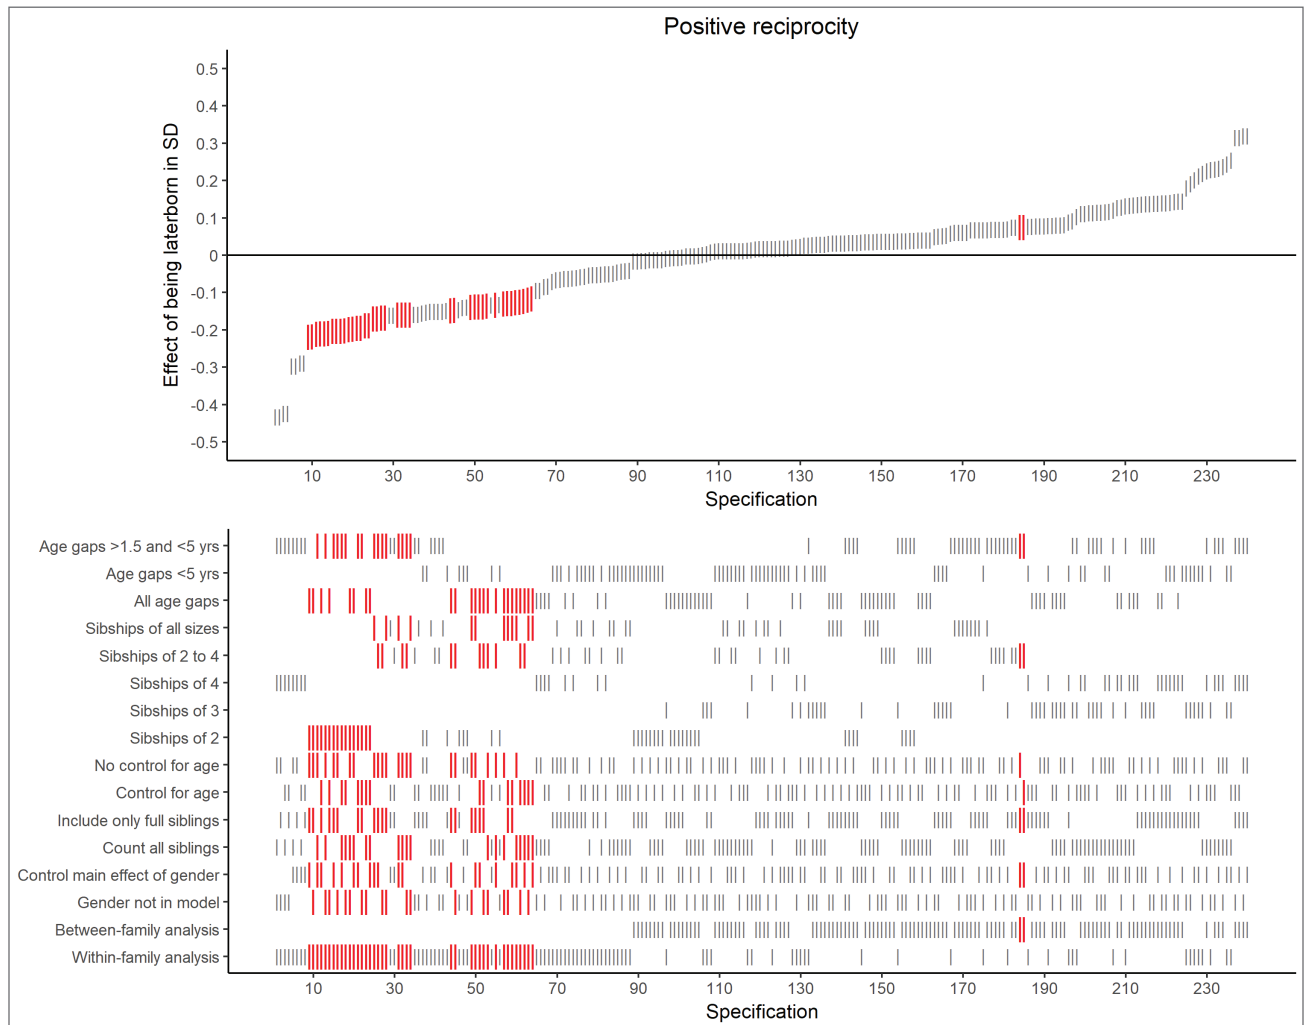 Positive reciprocity
Effect of being laterborn in SD
0.5
0.4
0.3
0.2
0.1
0
-0.1
-0.2
-0.3
-0.4
-0.5
10 30 50 70 90 110 130 150 170 190 210 230
Specification
Age gaps >1.5 and <5 yrs
Age gaps <5 yrs
All age gaps
Sibships of all sizes
Sibships of 2 to 4
Sibships of 4
Sibships of 3
Sibships of 2
No control for age
Control for age
Include only full siblings
Count all siblings
Control main effect of gender
Gender not in model
Between-family analysis
Within-family analysis
10 30 50 70 90 110 130 150 170 190 210 230
Specification